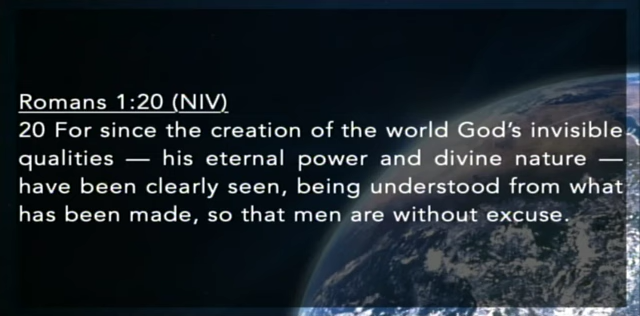 Romans 1:20 (NIV)
20 For since the creation of the world God's invisible
qualities — his eternal power and divine nature —
have been clearly seen, being understood from what
has been made, so that men are without excuse.